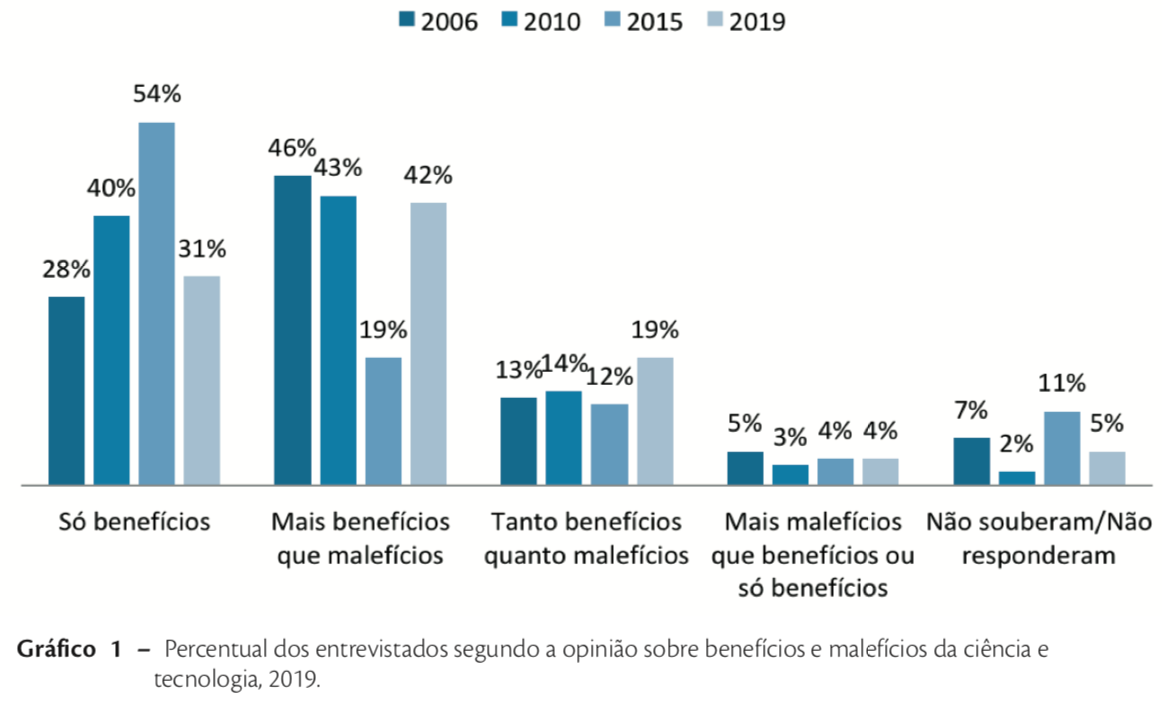 2006 2010 2015 2019
54%
46%
43%
42%
40%
31%
28%
19%
19%
13%
14%
12%
11%
7%
5%
5%
3%
4%
4%
2%
Só benefícios
Mais benefícios
que malefícios
Tanto benefícios
quanto malefícios
Mais malefícios
que benefícios ou
só benefícios
Não souberam/Não
responderam
Gráfico 1 – Percentual dos entrevistados segundo a opinião sobre benefícios e malefícios da ciência e
tecnologia, 2019.